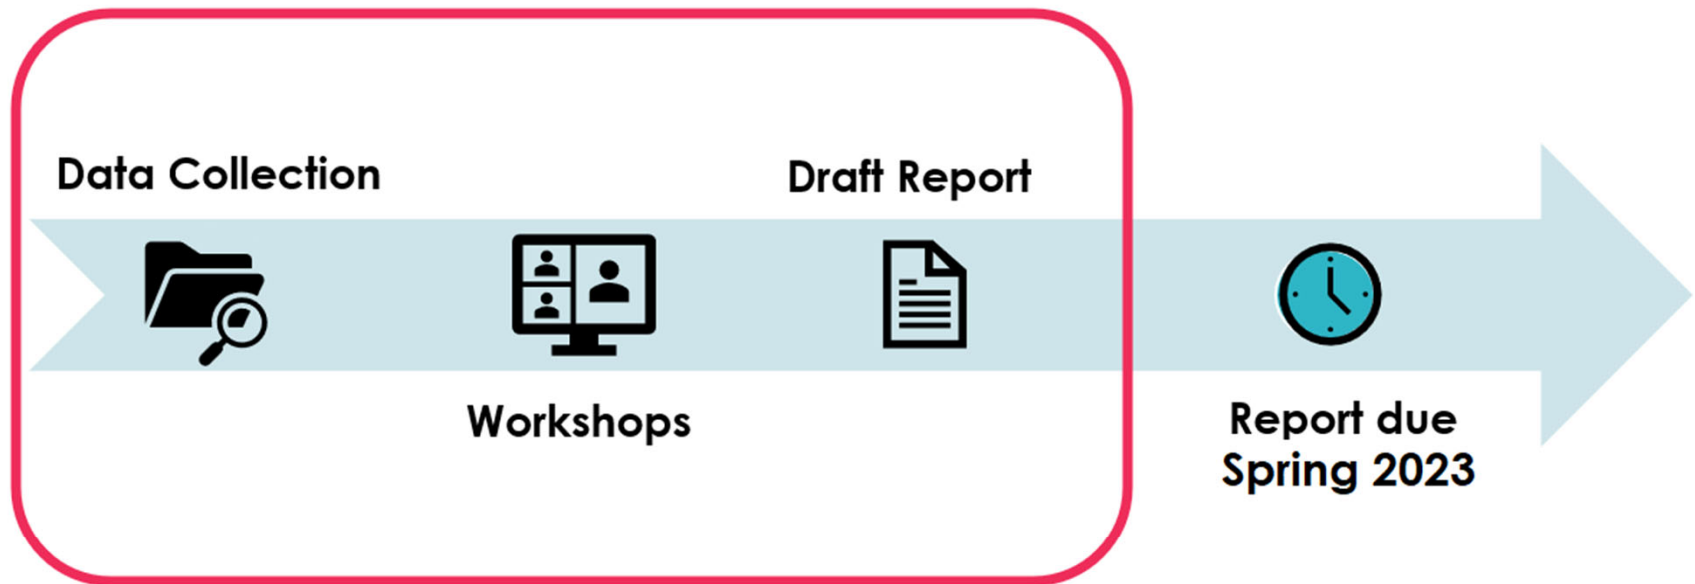 Data Collection
Workshops
Draft Report
Report due
Spring 2023